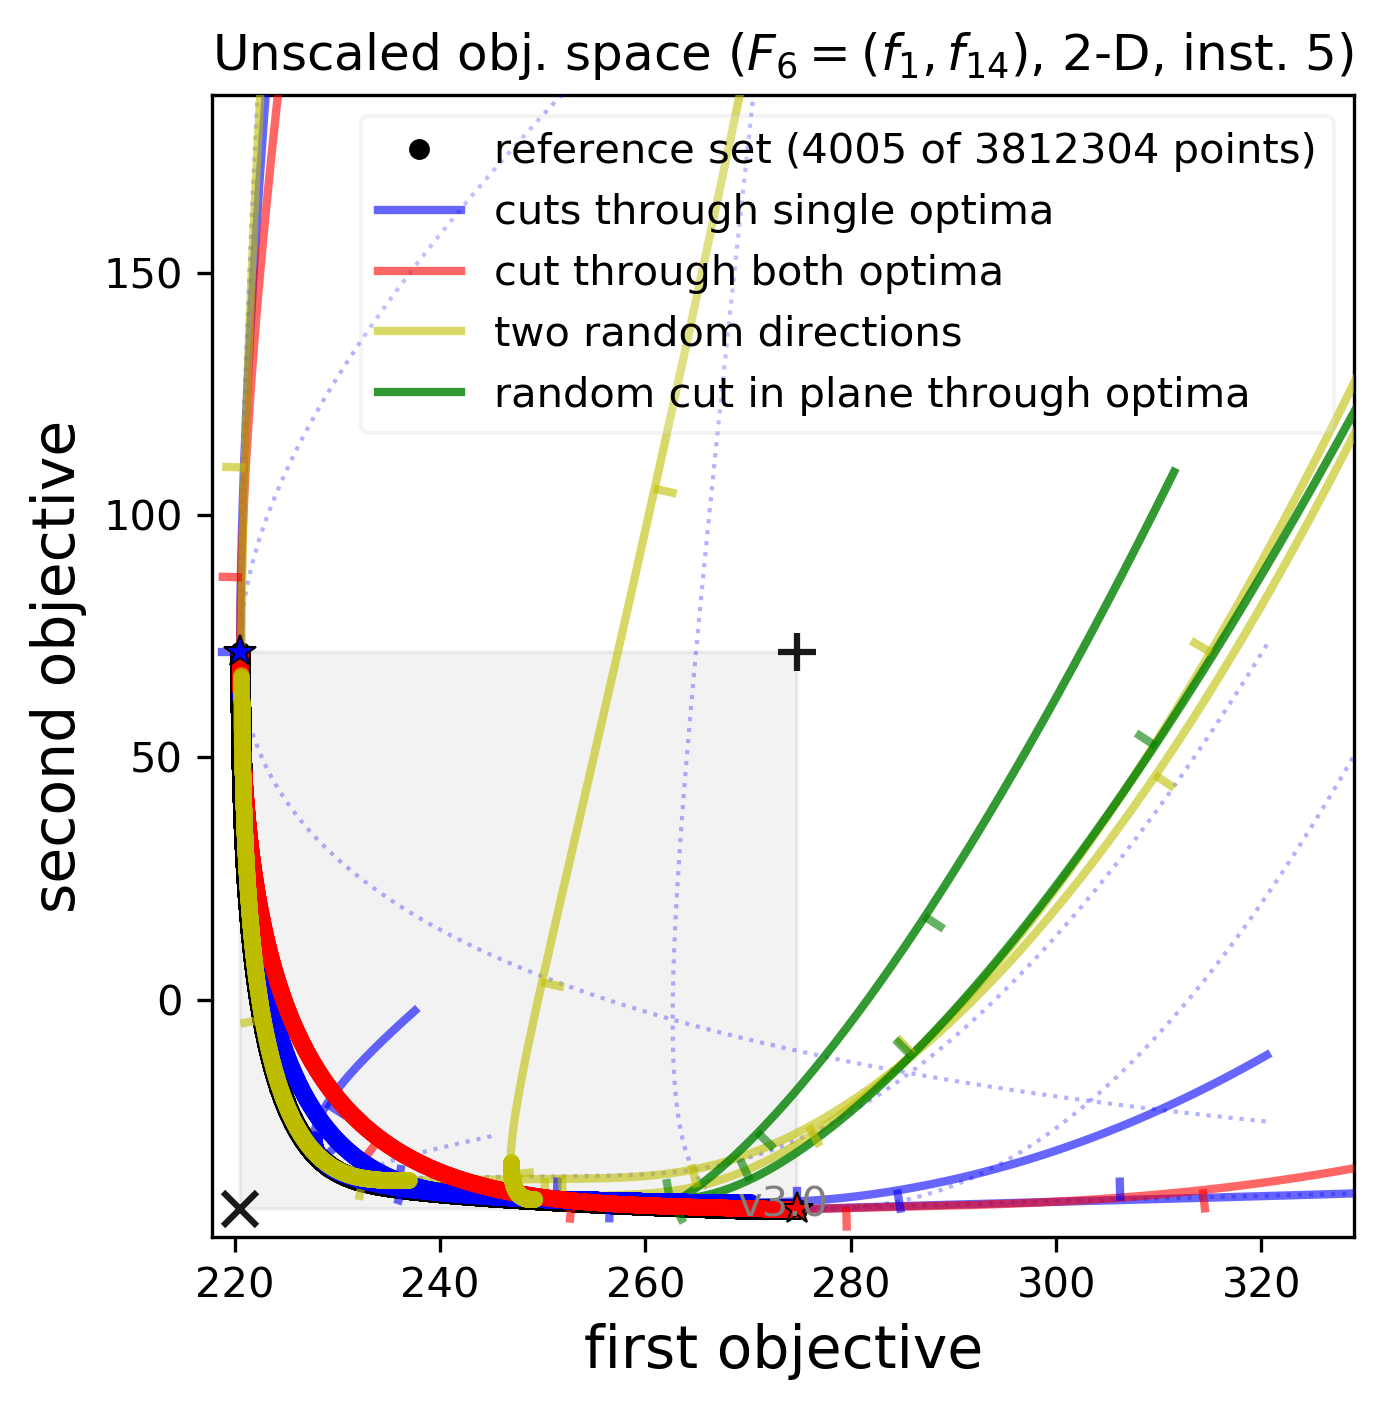 Unscaled obj. space (F₆ = (f₁, f₁₄), 2-D, inst. 5)
reference set (4005 of 3812304 points)
cuts through single optima
cut through both optima
two random directions
random cut in plane through optima
second objective
150
100
50
0
v3.0
220 240 260 280 300 320
first objective